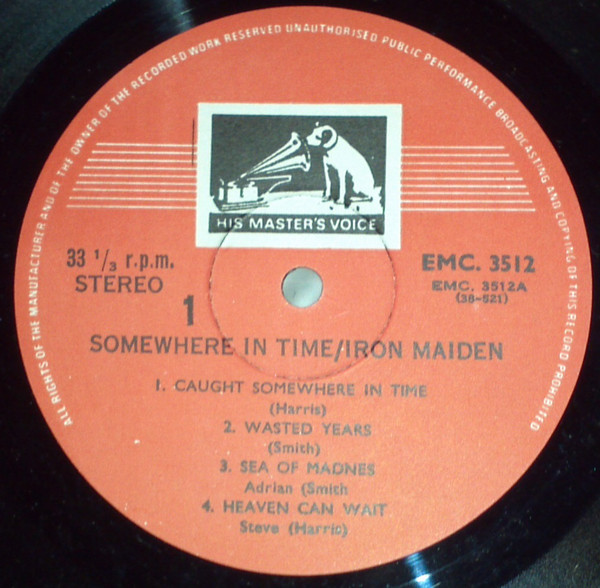 ALL RIGHTS OF THE MANUFACTURER AND OF THE OWNER OF THE RECORDED WORK RESERVED UNAUTHORISED PUBLIC PERFORMANCE BROADCASTING AND COPYING OF THIS RECORD PROHIBITED
HIS MASTER'S VOICE
33 1/3 r.p.m.
STEREO
1
EMC. 3512
EMC. 3512A
(38-521)
SOMEWHERE IN TIME/IRON MAIDEN
1. CAUGHT SOMEWHERE IN TIME
(Harris)
2. WASTED YEARS
(Smith)
3. SEA OF MADNES
Adrian (Smith
4. HEAVEN CAN WAIT
Steve (Harris)